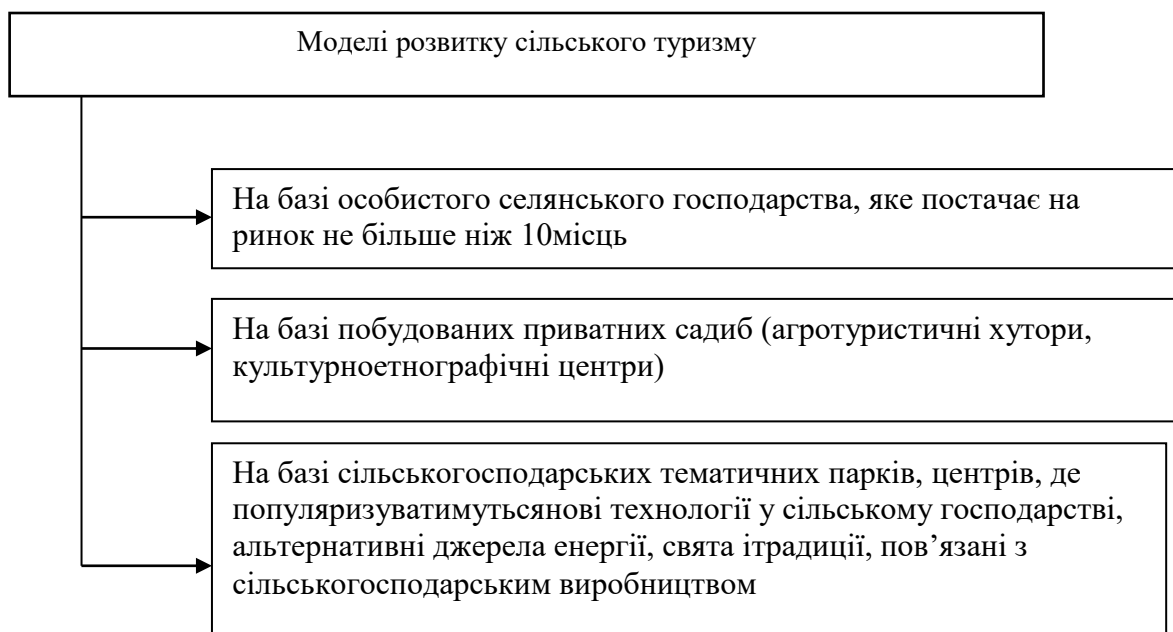 Моделі розвитку сільського туризму
На базі особистого селянського господарства, яке постачає на
ринок не більше ніж 10місць
На базі побудованих приватних садиб (агротуристичні хутори,
культурноетнографічні центри)
На базі сільськогосподарських тематичних парків, центрів, де
популяризуватимутьсянові технології у сільському господарстві,
альтернативні джерела енергії, свята ітрадиції, пов’язані з
сільськогосподарським виробництвом